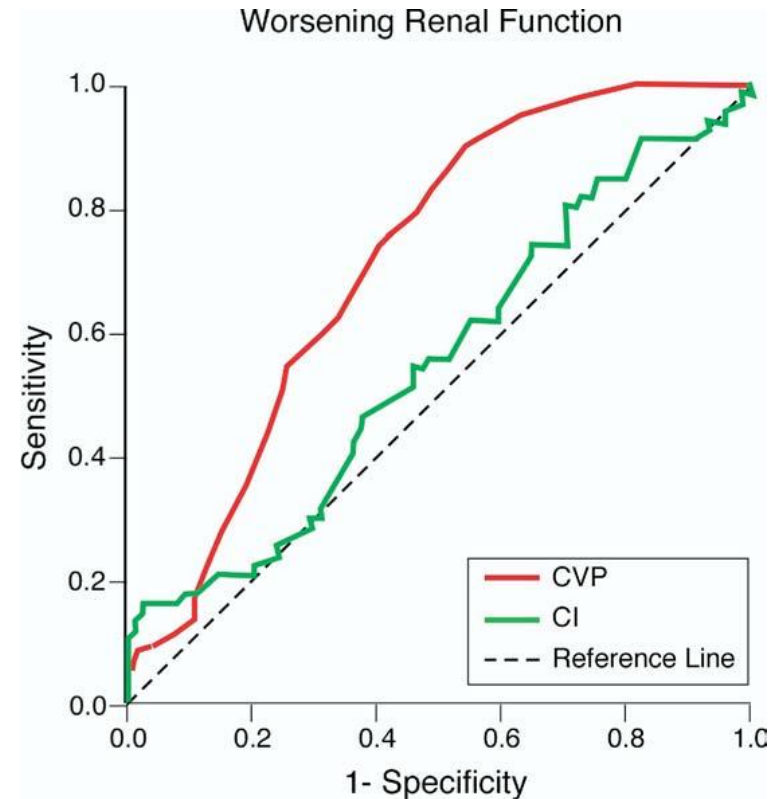 Worsening Renal Function
1.0
0.8
0.6
0.4
0.2
0.0
Sensitivity
CVP
CI
Reference Line
0.0 0.2 0.4 0.6 0.8 1.0
1- Specificity